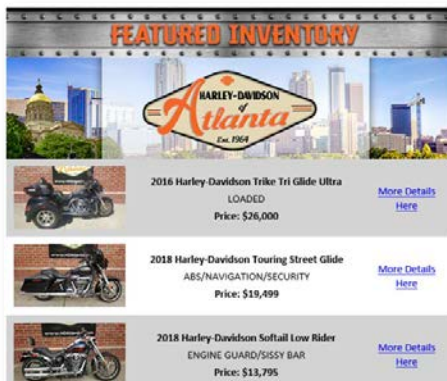 FEATURED INVENTORY
HARLEY-DAVIDSON
of
Atlanta
Est. 1964
2016 Harley-Davidson Trike Tri Glide Ultra
LOADED
Price: $26,000
More Details
Here
2018 Harley-Davidson Touring Street Glide
ABS/NAVIGATION/SECURITY
Price: $19,499
More Details
Here
2018 Harley-Davidson Softail Low Rider
ENGINE GUARD/SISSY BAR
Price: $13,795
More Details
Here